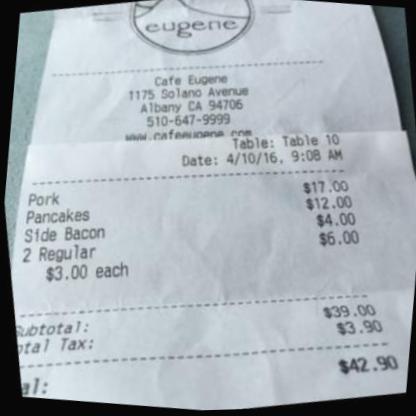 eugene
Cafe Eugene
1175 Solano Avenue
Albany CA 94706
510-647-9999
www.cafeeugene.com
Table: Table 10
Date: 4/10/16, 9:08 AM
Pork $17.00
Pancakes $12.00
Side Bacon $4.00
2 Regular $6.00
$3.00 each
ubtotal: $39.00
otal Tax: $3.90
al: $42.90